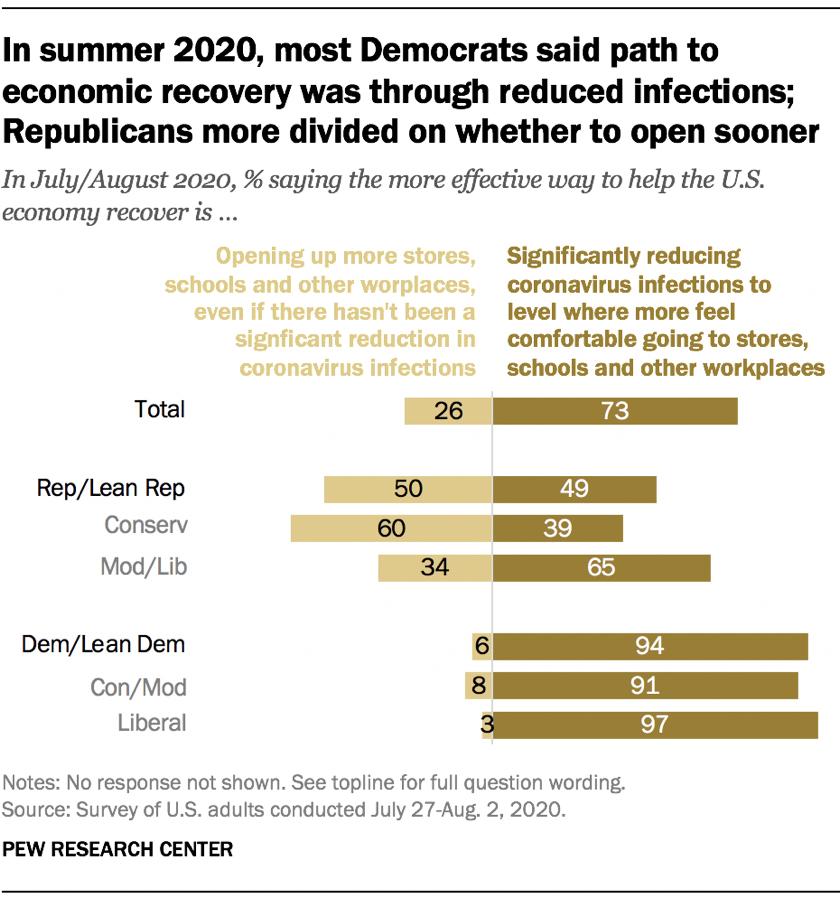 In summer 2020, most Democrats said path to
economic recovery was through reduced infections;
Republicans more divided on whether to open sooner
In July/August 2020, % saying the more effective way to help the U.S.
economy recover is ...
Opening up more stores,
schools and other worplaces,
even if there hasn't been a
signficant reduction in
coronavirus infections
Significantly reducing
coronavirus infections to
level where more feel
comfortable going to stores,
schools and other workplaces
Total 26 73
Rep/Lean Rep 50 49
Conserv 60 39
Mod/Lib 34 65
Dem/Lean Dem 6 94
Con/Mod 8 91
Liberal 3 97
Notes: No response not shown. See topline for full question wording.
Source: Survey of U.S. adults conducted July 27-Aug. 2, 2020.
PEW RESEARCH CENTER